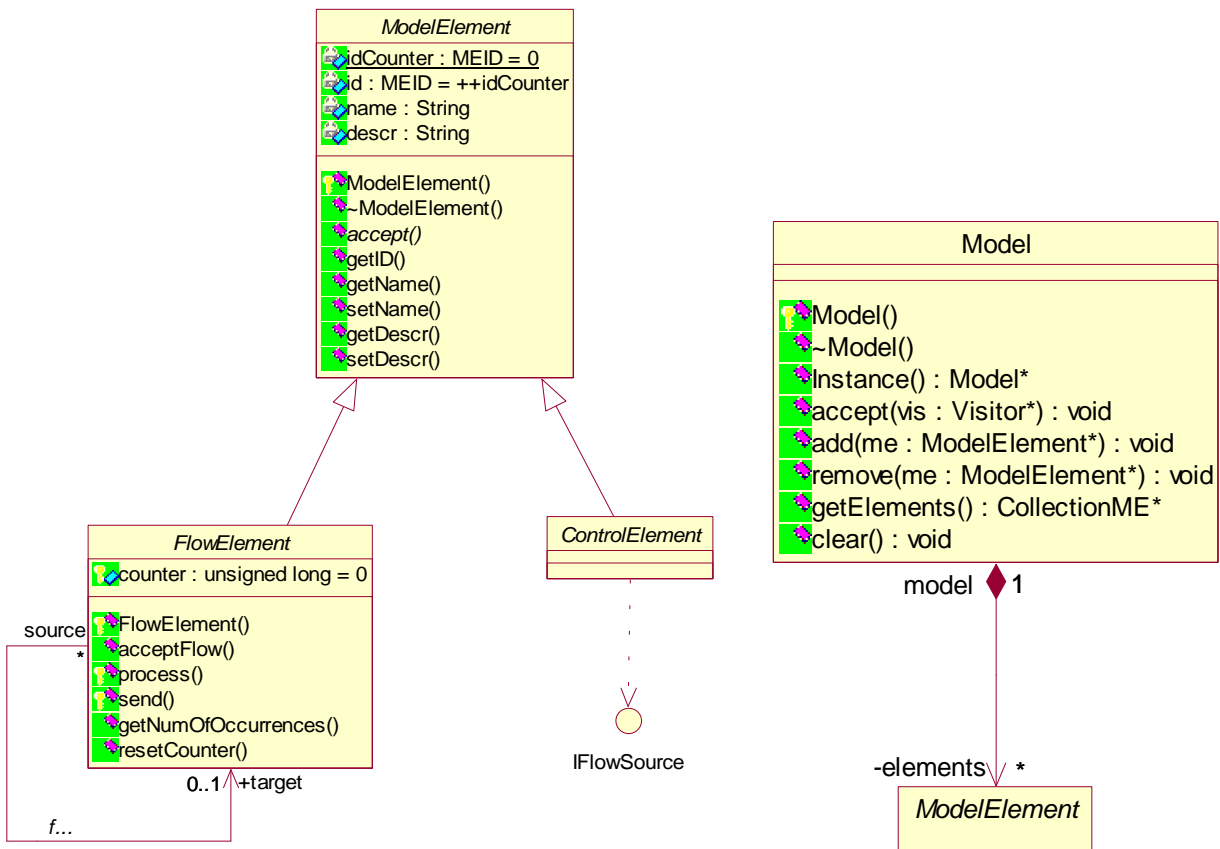 ModelElement
idCounter : MEID = 0
id : MEID = ++idCounter
name : String
descr : String
ModelElement()
~ModelElement()
accept()
getID()
getName()
setName()
getDescr()
setDescr()
FlowElement
counter : unsigned long = 0
FlowElement()
acceptFlow()
process()
send()
getNumOfOccurrences()
resetCounter()
source
*
0..1
+target
f...
ControlElement
IFlowSource
Model
Model()
~Model()
Instance() : Model*
accept(vis : Visitor*) : void
add(me : ModelElement*) : void
remove(me : ModelElement*) : void
getElements() : CollectionME*
clear() : void
model
1
-elements
*
ModelElement